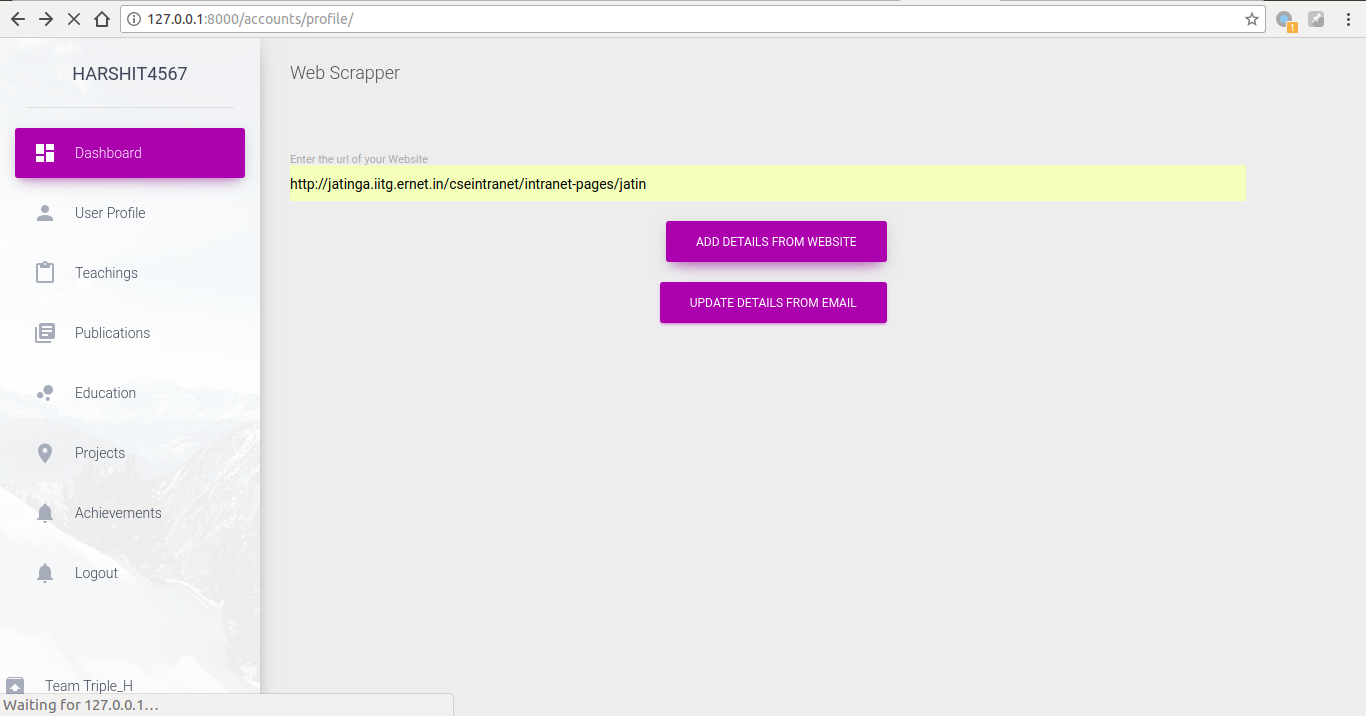 127.0.0.1:8000/accounts/profile/
1
HARSHIT4567
Dashboard
User Profile
Teachings
Publications
Education
Projects
Achievements
Logout
Team Triple_H
Waiting for 127.0.0.1...
Web Scrapper
Enter the url of your Website
http://jatinga.iitg.ernet.in/cseintranet/intranet-pages/jatin
ADD DETAILS FROM WEBSITE
UPDATE DETAILS FROM EMAIL